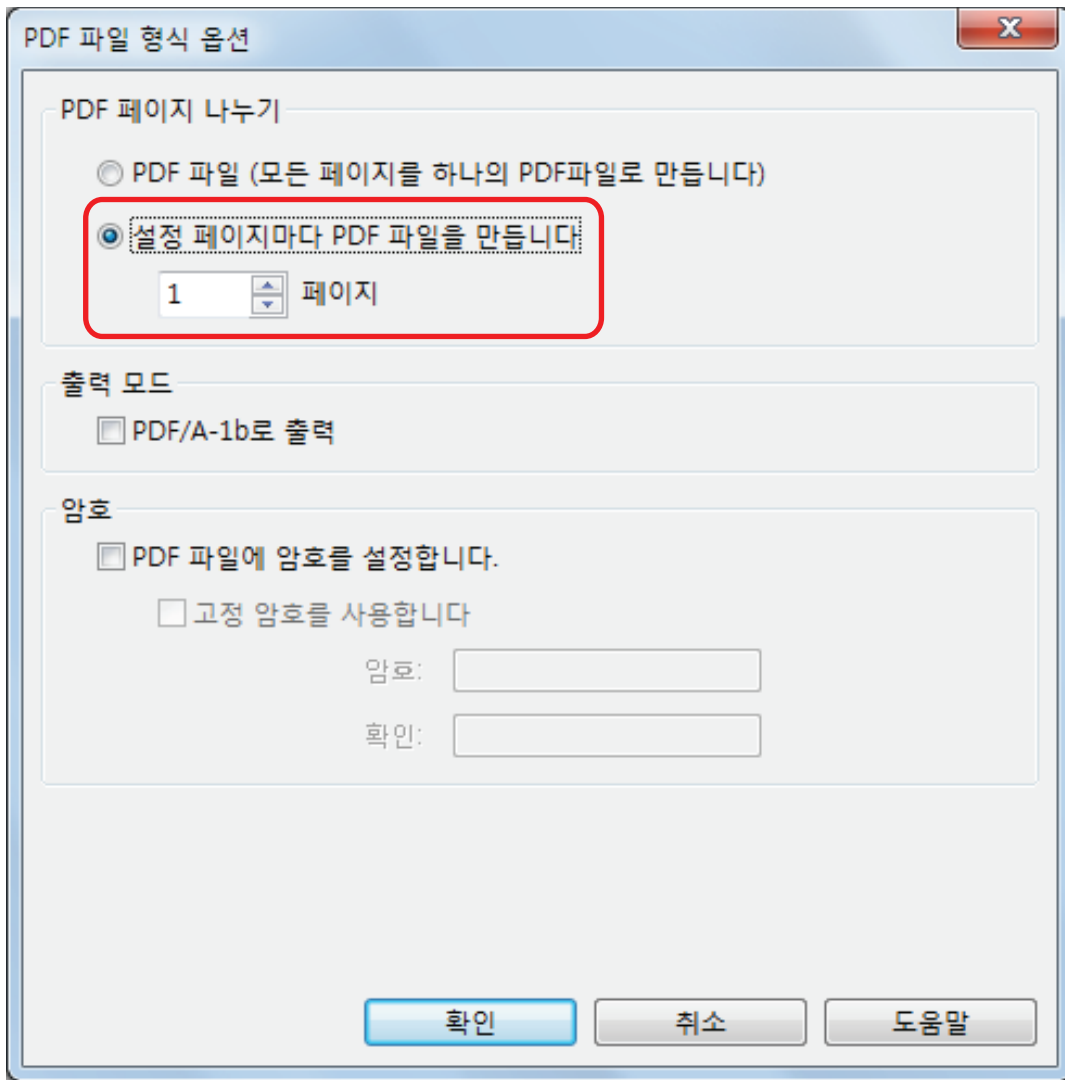 PDF 파일 형식 옵션
PDF 페이지 나누기
PDF 파일 (모든 페이지를 하나의 PDF파일로 만듭니다)
설정 페이지마다 PDF 파일을 만듭니다
1 페이지
출력 모드
PDF/A-1b로 출력
암호
PDF 파일에 암호를 설정합니다.
고정 암호를 사용합니다
암호:
확인:
확인 취소 도움말